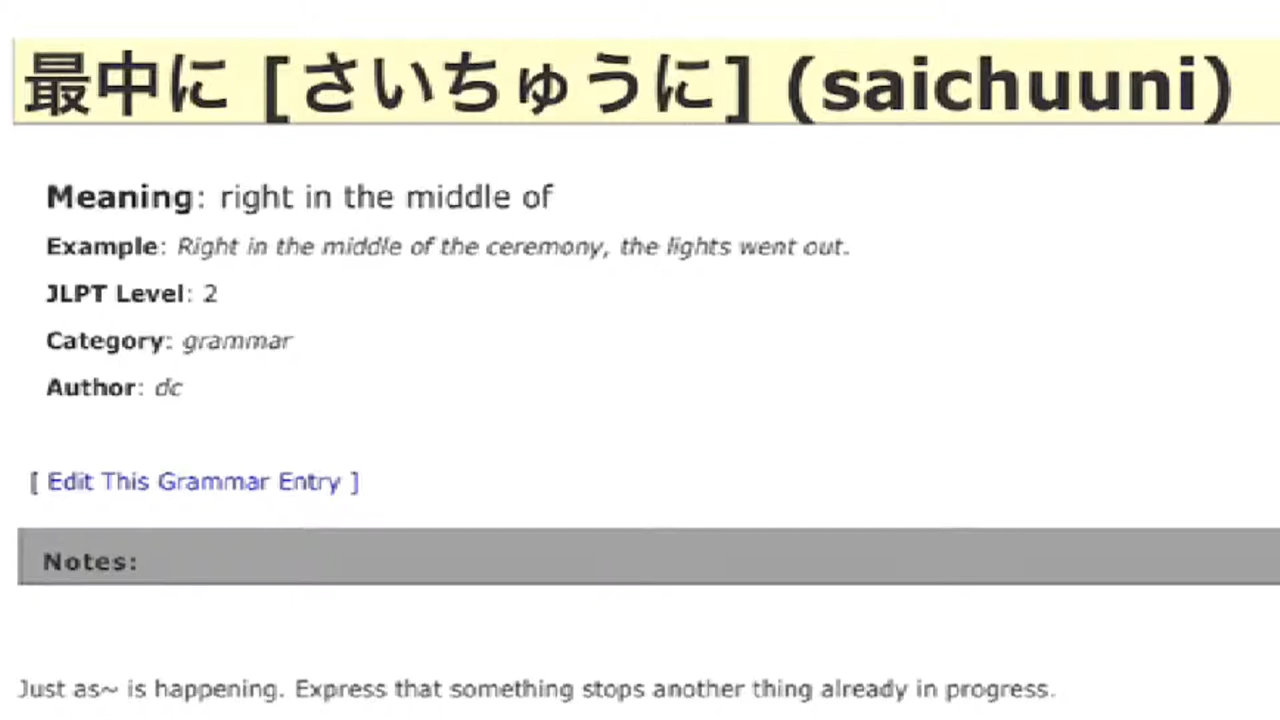 最中に [さいちゅうに] (saichuuni)
Meaning: right in the middle of
Example: Right in the middle of the ceremony, the lights went out.
JLPT Level: 2
Category: grammar
Author: dc
[ Edit This Grammar Entry ]
Notes:
Just as~ is happening. Express that something stops another thing already in progress.